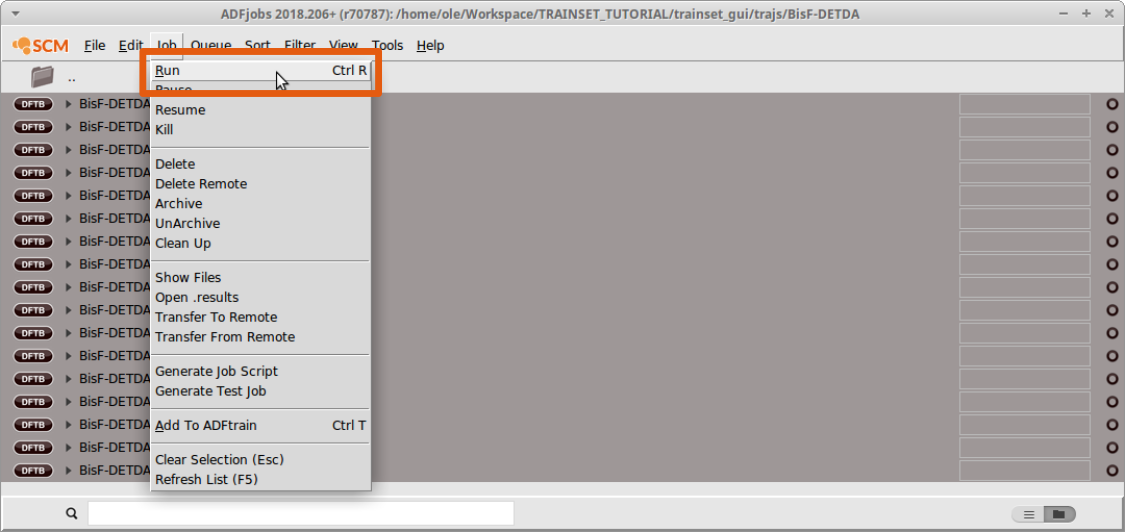 ADFjobs 2018.206+ (r70787): /home/ole/Workspace/TRAINSET_TUTORIAL/trainset_gui/trajs/BisF-DETDA
SCM File Edit Job Queue Sort Filter View Tools Help
Run Ctrl R
..
Pause
DFTB BisF-DETDA
Resume
DFTB BisF-DETDA
Kill
DFTB BisF-DETDA
Delete
DFTB BisF-DETDA
Delete Remote
DFTB BisF-DETDA
Archive
DFTB BisF-DETDA
UnArchive
DFTB BisF-DETDA
Clean Up
DFTB BisF-DETDA
Show Files
DFTB BisF-DETDA
Open .results
DFTB BisF-DETDA
Transfer To Remote
DFTB BisF-DETDA
Transfer From Remote
DFTB BisF-DETDA
Generate Job Script
DFTB BisF-DETDA
Generate Test Job
DFTB BisF-DETDA
Add To ADFtrain Ctrl T
DFTB BisF-DETDA
DFTB BisF-DETDA
Clear Selection (Esc)
DFTB BisF-DETDA
Refresh List (F5)